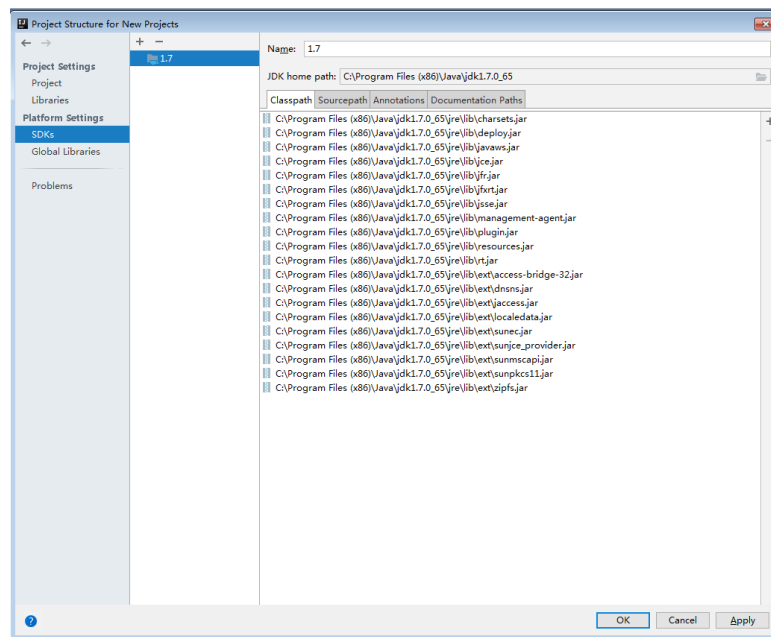 Project Structure for New Projects
Project Settings
Project
Libraries
Platform Settings
SDKs
Global Libraries
Problems
1.7
Name: 1.7
JDK home path: C:\Program Files (x86)\Java\jdk1.7.0_65
Classpath Sourcepath Annotations Documentation Paths
C:\Program Files (x86)\Java\jdk1.7.0_65\jre\lib\charsets.jar
C:\Program Files (x86)\Java\jdk1.7.0_65\jre\lib\deploy.jar
C:\Program Files (x86)\Java\jdk1.7.0_65\jre\lib\javaws.jar
C:\Program Files (x86)\Java\jdk1.7.0_65\jre\lib\jce.jar
C:\Program Files (x86)\Java\jdk1.7.0_65\jre\lib\jfr.jar
C:\Program Files (x86)\Java\jdk1.7.0_65\jre\lib\jfxrt.jar
C:\Program Files (x86)\Java\jdk1.7.0_65\jre\lib\jsse.jar
C:\Program Files (x86)\Java\jdk1.7.0_65\jre\lib\management-agent.jar
C:\Program Files (x86)\Java\jdk1.7.0_65\jre\lib\plugin.jar
C:\Program Files (x86)\Java\jdk1.7.0_65\jre\lib\resources.jar
C:\Program Files (x86)\Java\jdk1.7.0_65\jre\lib\rt.jar
C:\Program Files (x86)\Java\jdk1.7.0_65\jre\lib\ext\access-bridge-32.jar
C:\Program Files (x86)\Java\jdk1.7.0_65\jre\lib\ext\dnsns.jar
C:\Program Files (x86)\Java\jdk1.7.0_65\jre\lib\ext\jaccess.jar
C:\Program Files (x86)\Java\jdk1.7.0_65\jre\lib\ext\localedata.jar
C:\Program Files (x86)\Java\jdk1.7.0_65\jre\lib\ext\sunec.jar
C:\Program Files (x86)\Java\jdk1.7.0_65\jre\lib\ext\sunjce_provider.jar
C:\Program Files (x86)\Java\jdk1.7.0_65\jre\lib\ext\sunmscapi.jar
C:\Program Files (x86)\Java\jdk1.7.0_65\jre\lib\ext\sunpkcs11.jar
C:\Program Files (x86)\Java\jdk1.7.0_65\jre\lib\ext\zipfs.jar
OK Cancel Apply